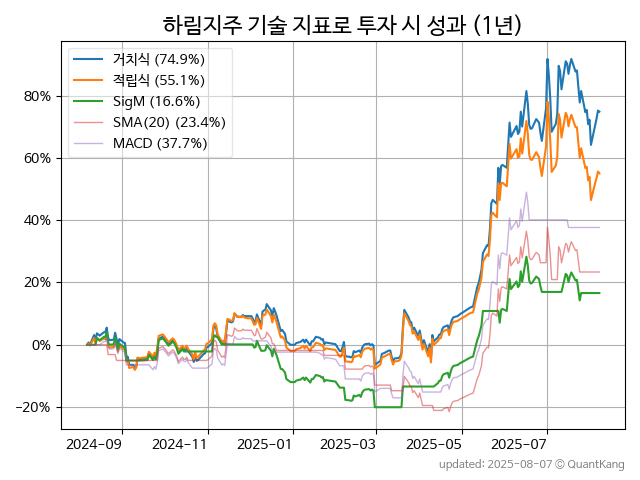 하림지주 기술 지표로 투자 시 성과 (1년)
거치식 (74.9%)
적립식 (55.1%)
SigM (16.6%)
SMA(20) (23.4%)
MACD (37.7%)
80%
60%
40%
20%
0%
−20%
2024-09
2024-11
2025-01
2025-03
2025-05
2025-07
updated: 2025-08-07 © QuantKang